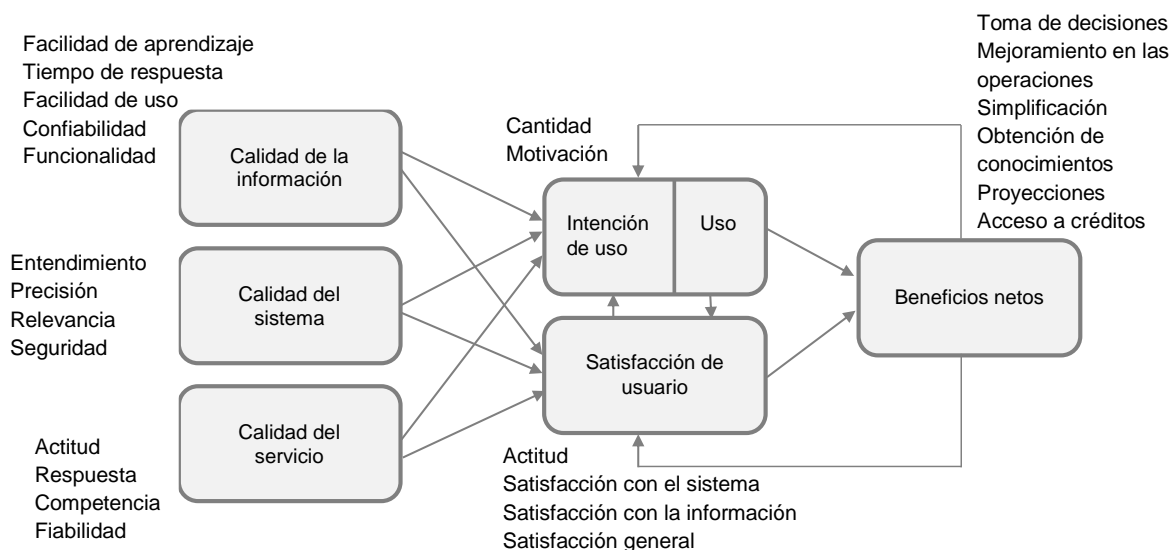 Facilidad de aprendizaje
Tiempo de respuesta
Facilidad de uso
Confiabilidad
Funcionalidad
Calidad de la
información
Entendimiento
Precisión
Relevancia
Seguridad
Calidad del
sistema
Actitud
Respuesta
Competencia
Fiabilidad
Calidad del
servicio
Cantidad
Motivación
Intención
de uso
Uso
Satisfacción de
usuario
Actitud
Satisfacción con el sistema
Satisfacción con la información
Satisfacción general
Toma de decisiones
Mejoramiento en las
operaciones
Simplificación
Obtención de
conocimientos
Proyecciones
Acceso a créditos
Beneficios netos